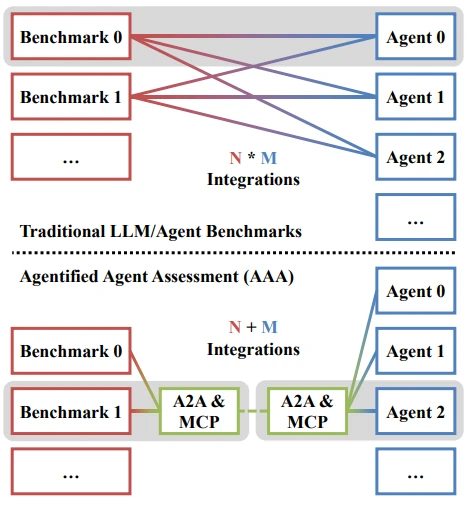 Benchmark 0
Agent 0
Benchmark 1
Agent 1
...
N * M
Integrations
Agent 2
...
Traditional LLM/Agent Benchmarks
Agentified Agent Assessment (AAA)
Agent 0
N + M
Integrations
Benchmark 0
Agent 1
Benchmark 1
A2A &
MCP
A2A &
MCP
Agent 2
...
...